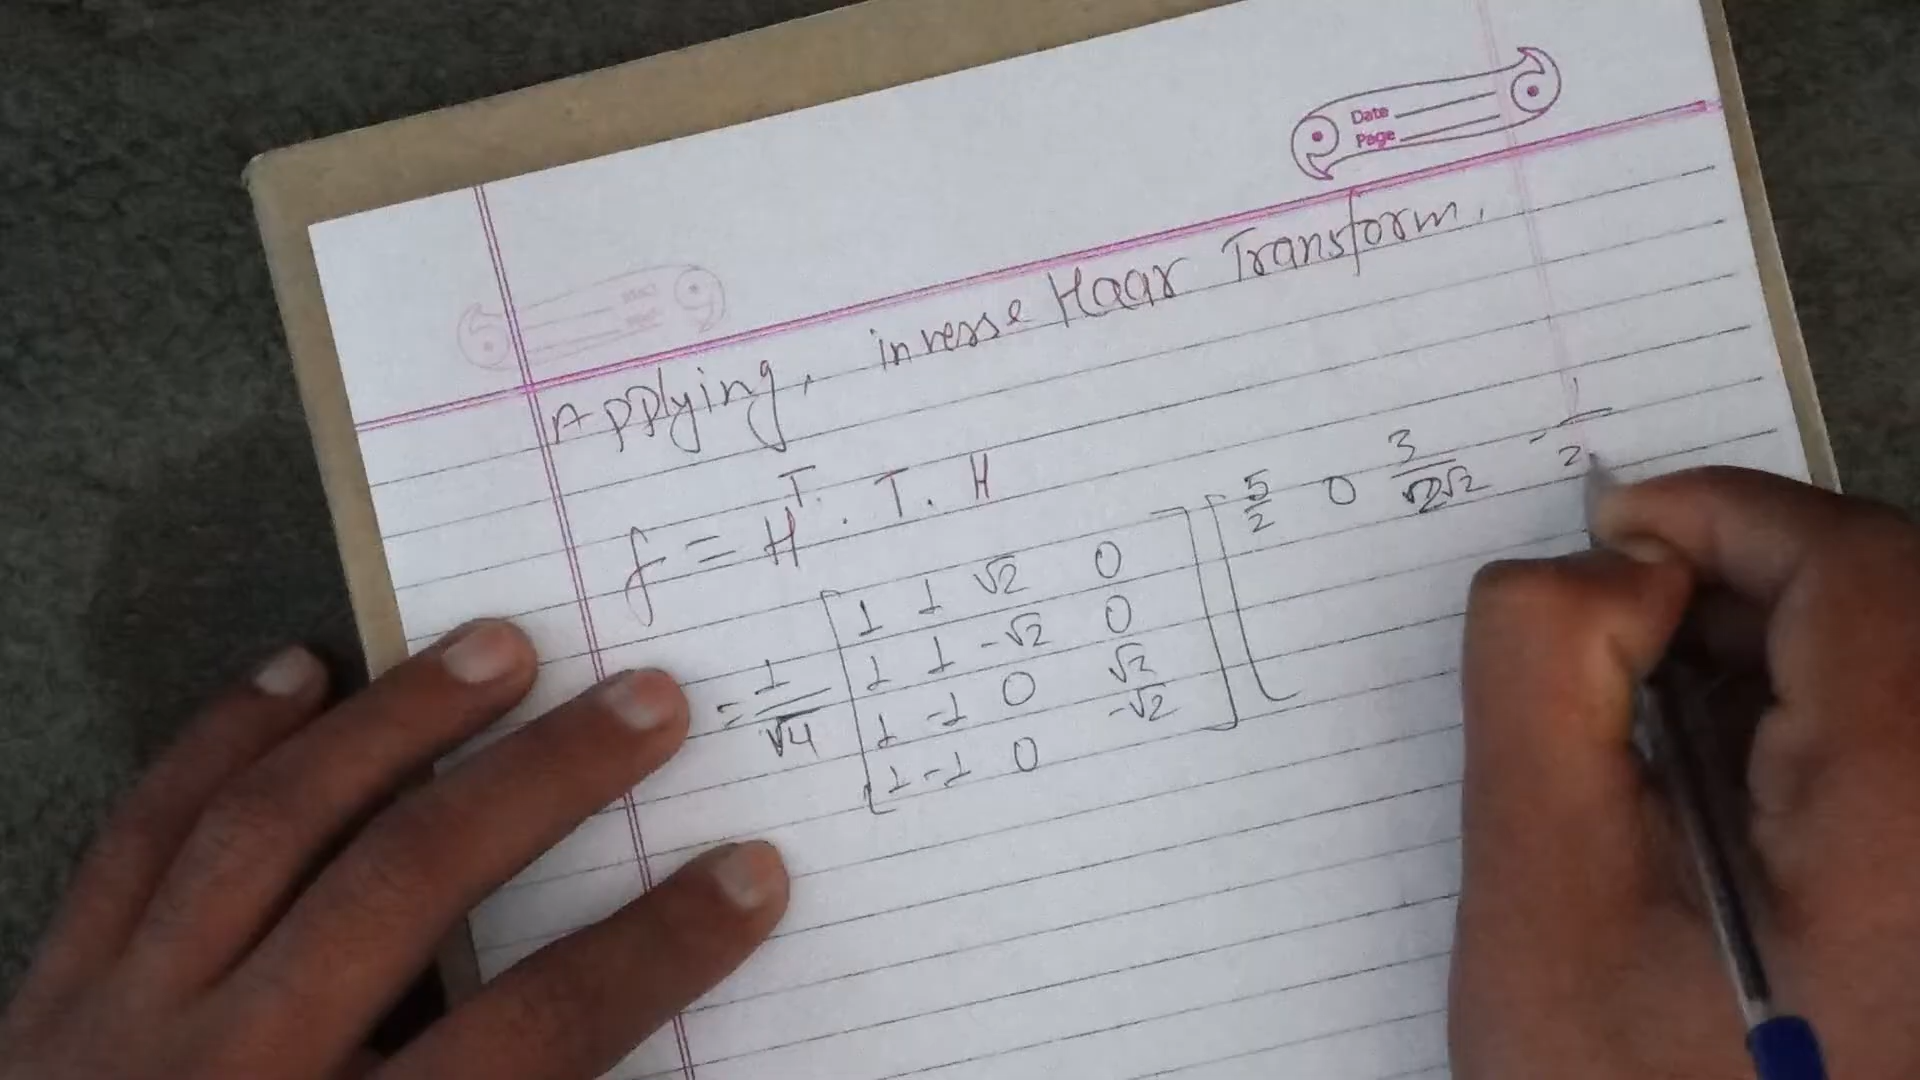 Date
Page
Applying, inverse Haar Transform.
f = H^T . T . H
= 1/√4 [ 1 1 √2 0 ] [ 5/2 0 3/2√2 -1/2
1 1 -√2 0
1 -1 0 √2
1 -1 0 -√2